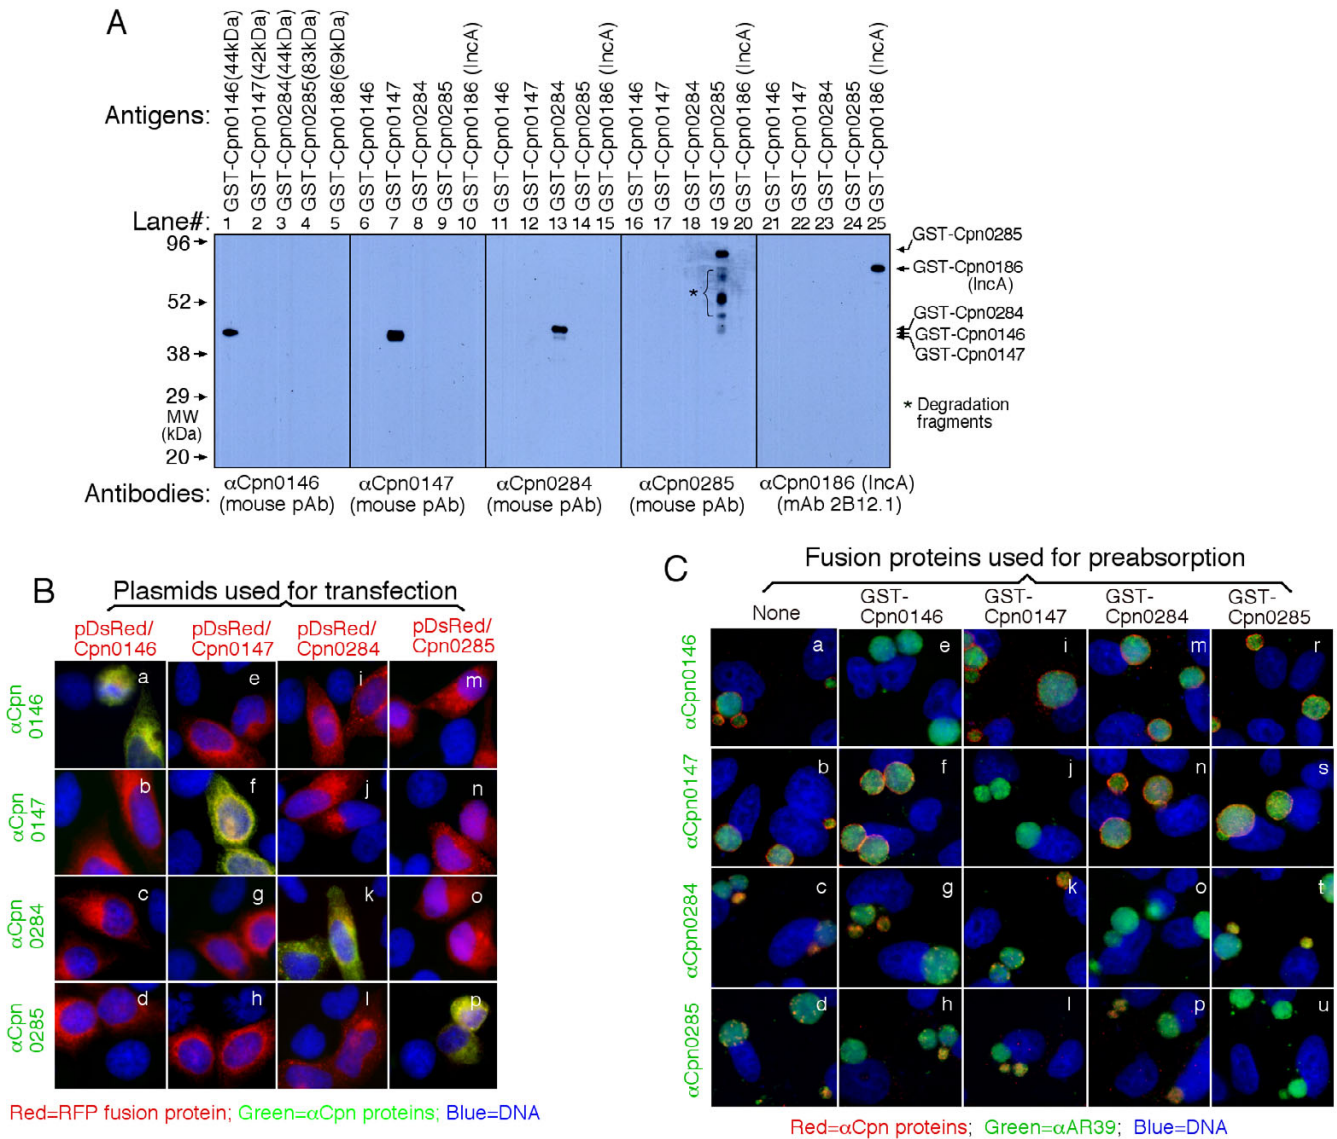 A
Antigens:
GST-Cpn0146(44kDa)
GST-Cpn0147(42kDa)
GST-Cpn0284(44kDa)
GST-Cpn0285(83kDa)
GST-Cpn0186(69kDa)
GST-Cpn0146
GST-Cpn0147
GST-Cpn0284
GST-Cpn0285
GST-Cpn0186 (IncA)
GST-Cpn0146
GST-Cpn0147
GST-Cpn0284
GST-Cpn0285
GST-Cpn0186 (IncA)
GST-Cpn0146
GST-Cpn0147
GST-Cpn0284
GST-Cpn0285
GST-Cpn0186 (IncA)
GST-Cpn0146
GST-Cpn0147
GST-Cpn0284
GST-Cpn0285
GST-Cpn0186 (IncA)
Lane#: 1 2 3 4 5 6 7 8 9 10 11 12 13 14 15 16 17 18 19 20 21 22 23 24 25
96
52
38
29
MW
(kDa)
20
*
GST-Cpn0285
GST-Cpn0186
(IncA)
GST-Cpn0284
GST-Cpn0146
GST-Cpn0147
* Degradation
fragments
Antibodies:
αCpn0146
(mouse pAb)
αCpn0147
(mouse pAb)
αCpn0284
(mouse pAb)
αCpn0285
(mouse pAb)
αCpn0186 (IncA)
(mAb 2B12.1)
B
Plasmids used for transfection
pDsRed/
Cpn0146
pDsRed/
Cpn0147
pDsRed/
Cpn0284
pDsRed/
Cpn0285
αCpn
0146
a e i m
αCpn
0147
b f j n
αCpn
0284
c g k o
αCpn
0285
d h l p
Red=RFP fusion protein; Green=αCpn proteins; Blue=DNA
C
Fusion proteins used for preabsorption
None
GST-
Cpn0146
GST-
Cpn0147
GST-
Cpn0284
GST-
Cpn0285
αCpn0146
a e i m r
αCpn0147
b f j n s
αCpn0284
c g k o t
αCpn0285
d h l p u
Red=αCpn proteins; Green=αAR39; Blue=DNA